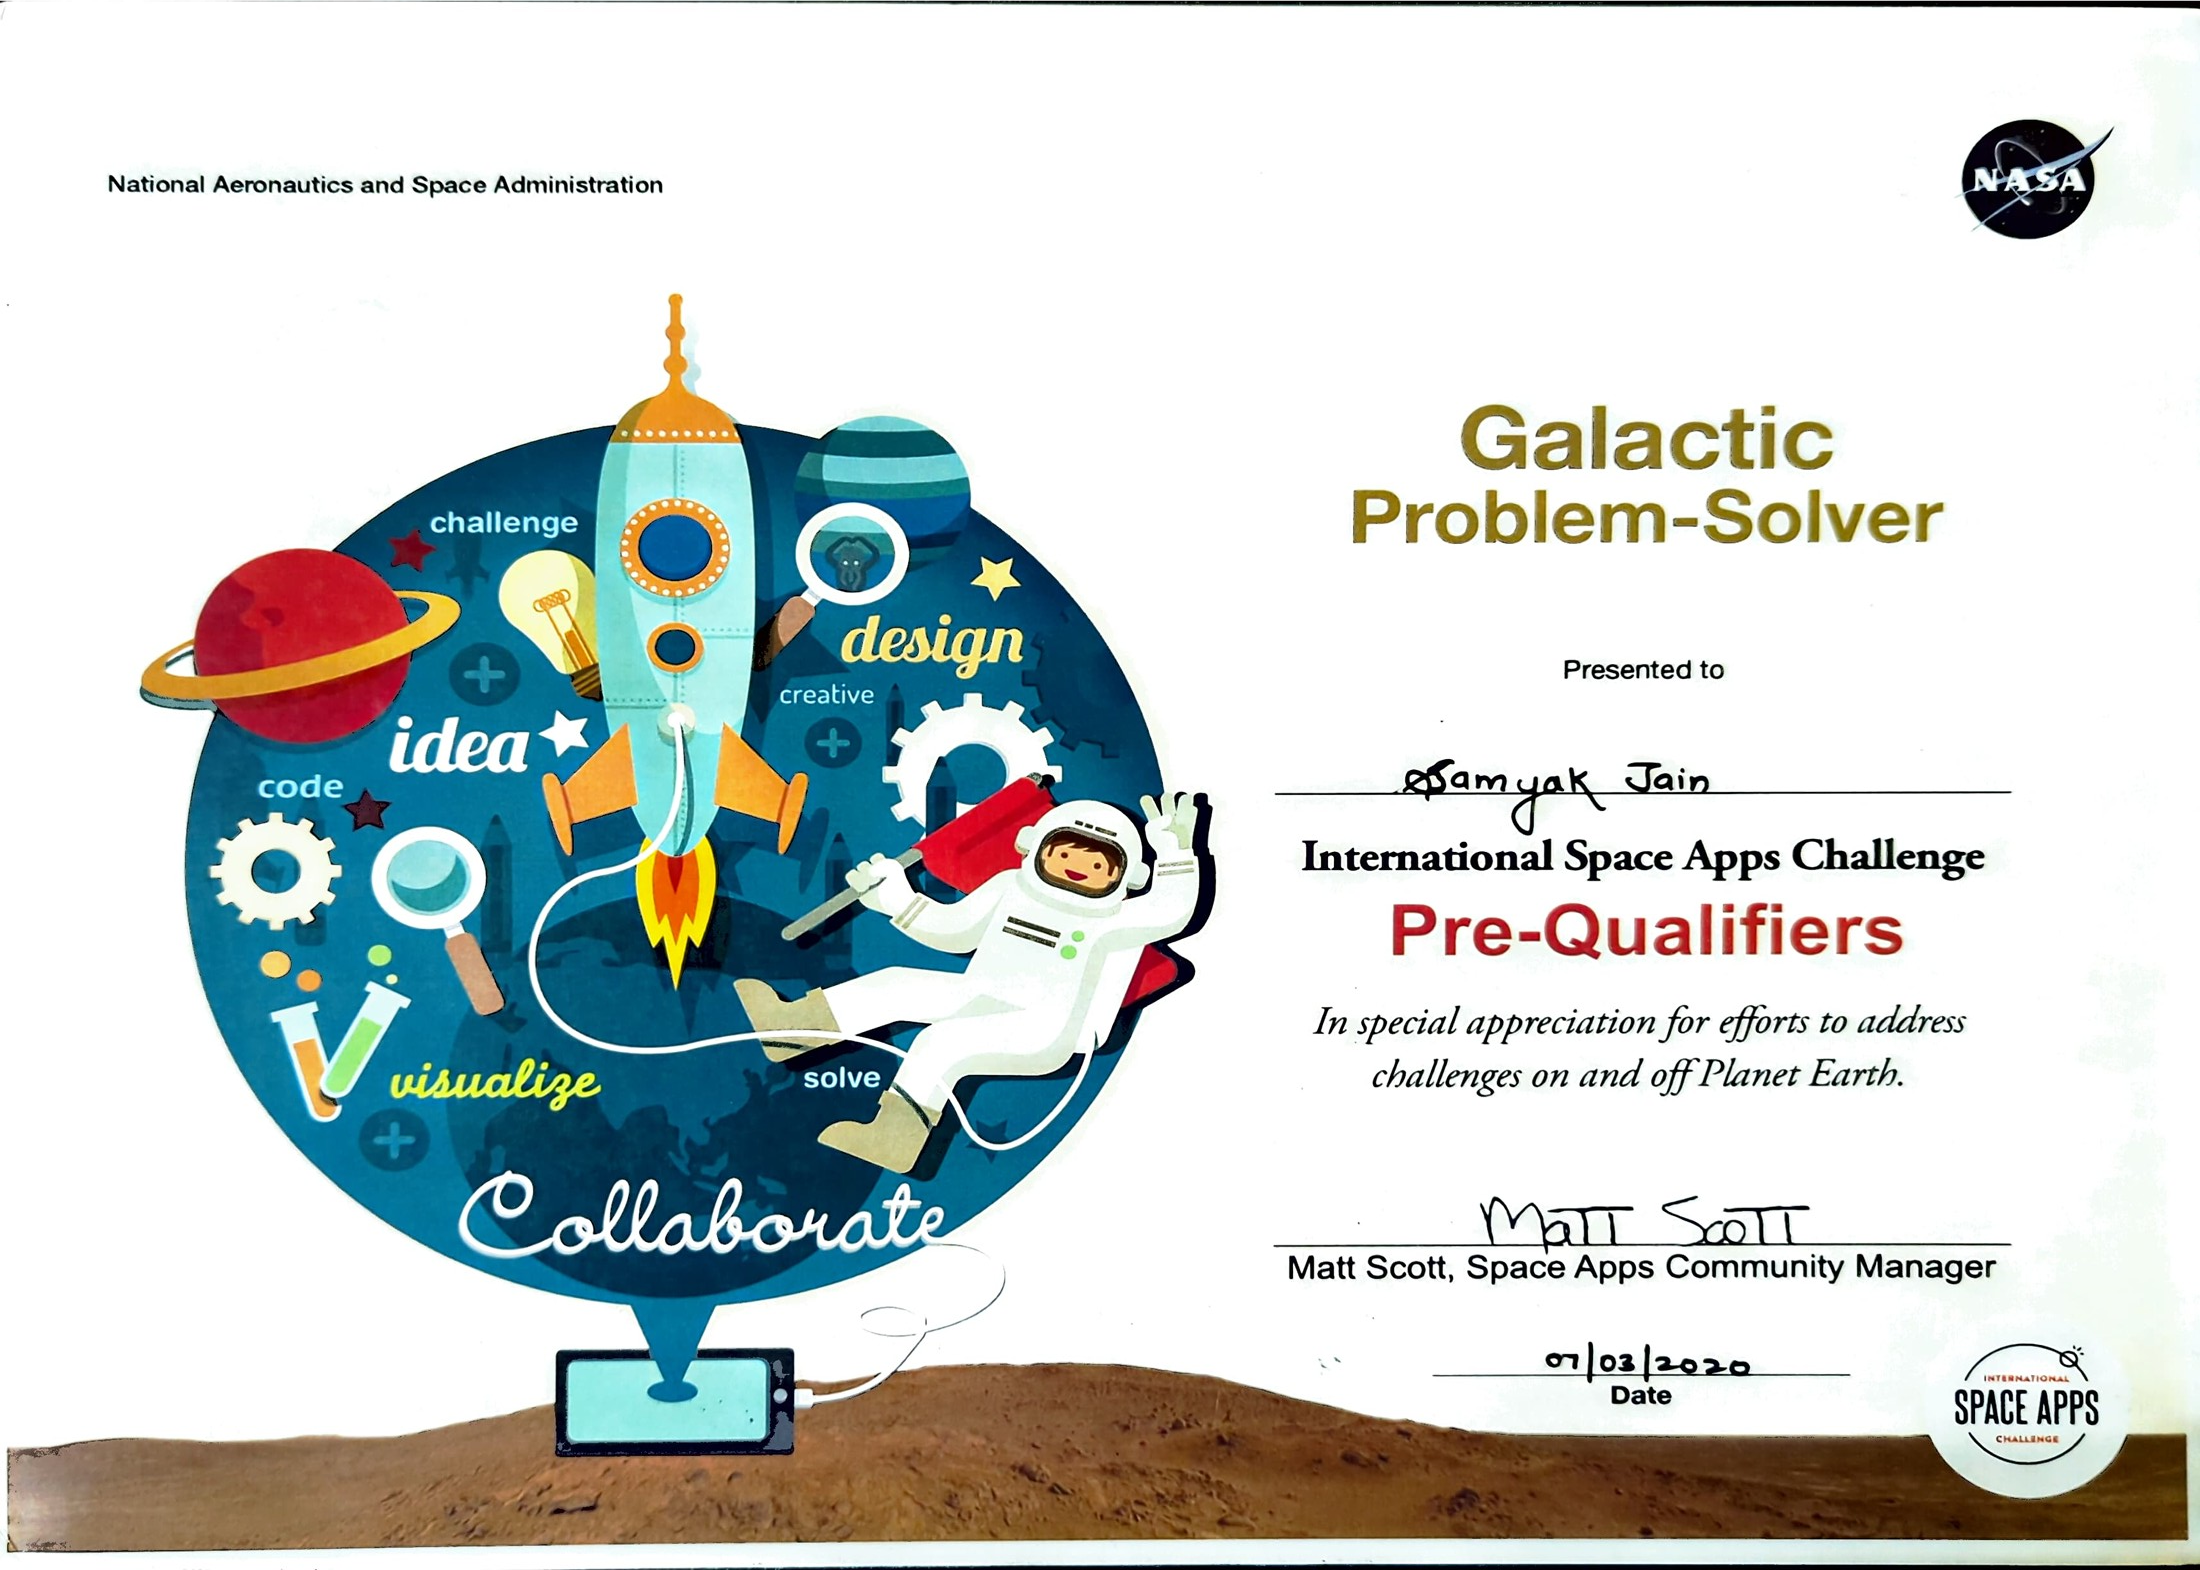 National Aeronautics and Space Administration
NASA
challenge
design
creative
idea
code
visualize
solve
Collaborate
Galactic
Problem-Solver
Presented to
Samyak Jain
International Space Apps Challenge
Pre-Qualifiers
In special appreciation for efforts to address
challenges on and off Planet Earth.
Matt Scott
Matt Scott, Space Apps Community Manager
07/03/2020
Date
INTERNATIONAL
SPACE APPS
CHALLENGE